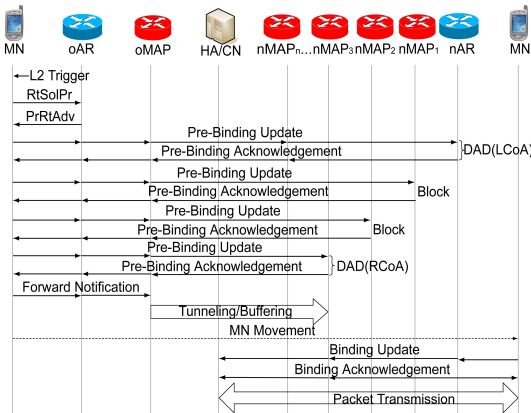 MN oAR oMAP HA/CN nMAPn...nMAP3 nMAP2 nMAP1 nAR MN
L2 Trigger
RtSolPr
PrRtAdv
Pre-Binding Update
Pre-Binding Acknowledgement DAD(LCoA)
Pre-Binding Update
Pre-Binding Acknowledgement Block
Pre-Binding Update
Pre-Binding Acknowledgement Block
Pre-Binding Update
Pre-Binding Acknowledgement DAD(RCoA)
Forward Notification
Tunneling/Buffering
MN Movement
Binding Update
Binding Acknowledgement
Packet Transmission